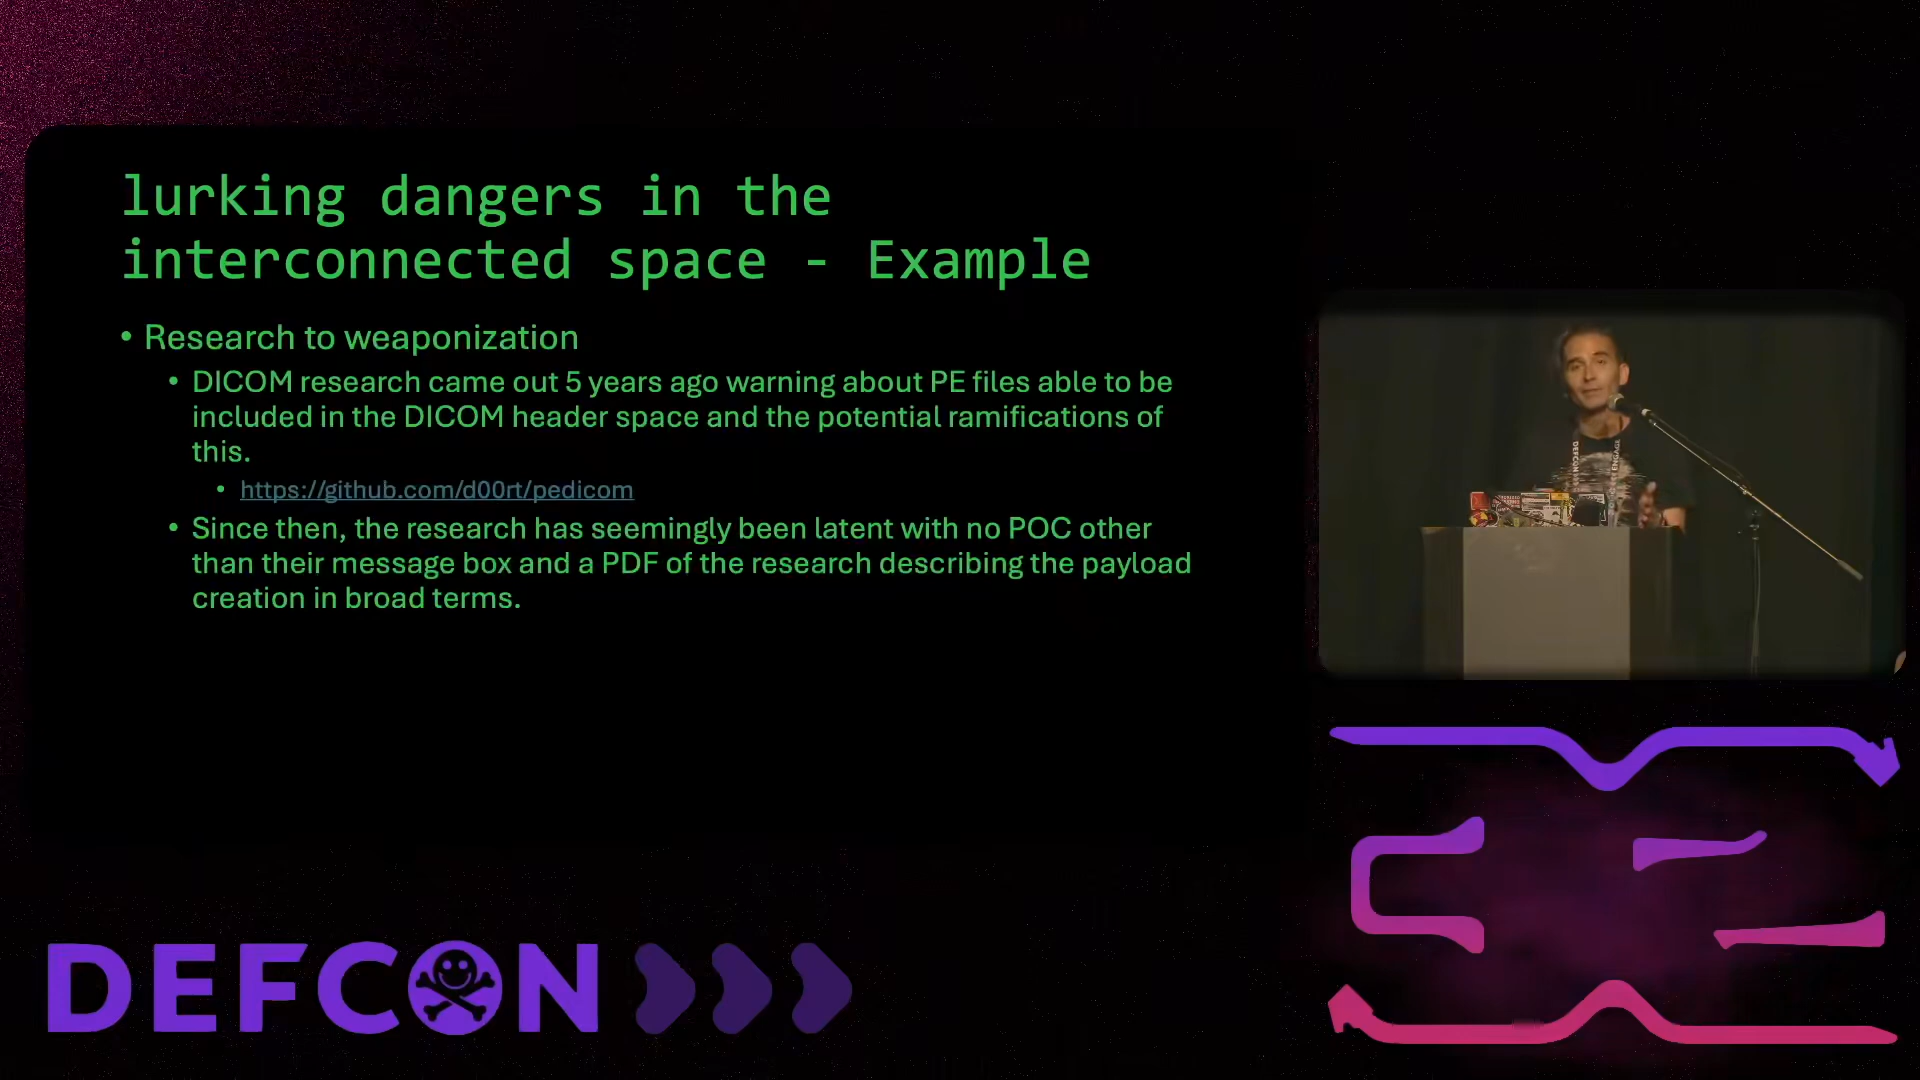 lurking dangers in the
interconnected space - Example
• Research to weaponization
• DICOM research came out 5 years ago warning about PE files able to be
included in the DICOM header space and the potential ramifications of
this.
• https://github.com/d00rt/pedicom
• Since then, the research has seemingly been latent with no POC other
than their message box and a PDF of the research describing the payload
creation in broad terms.
DEFCON
ENGAGE
DEFCON